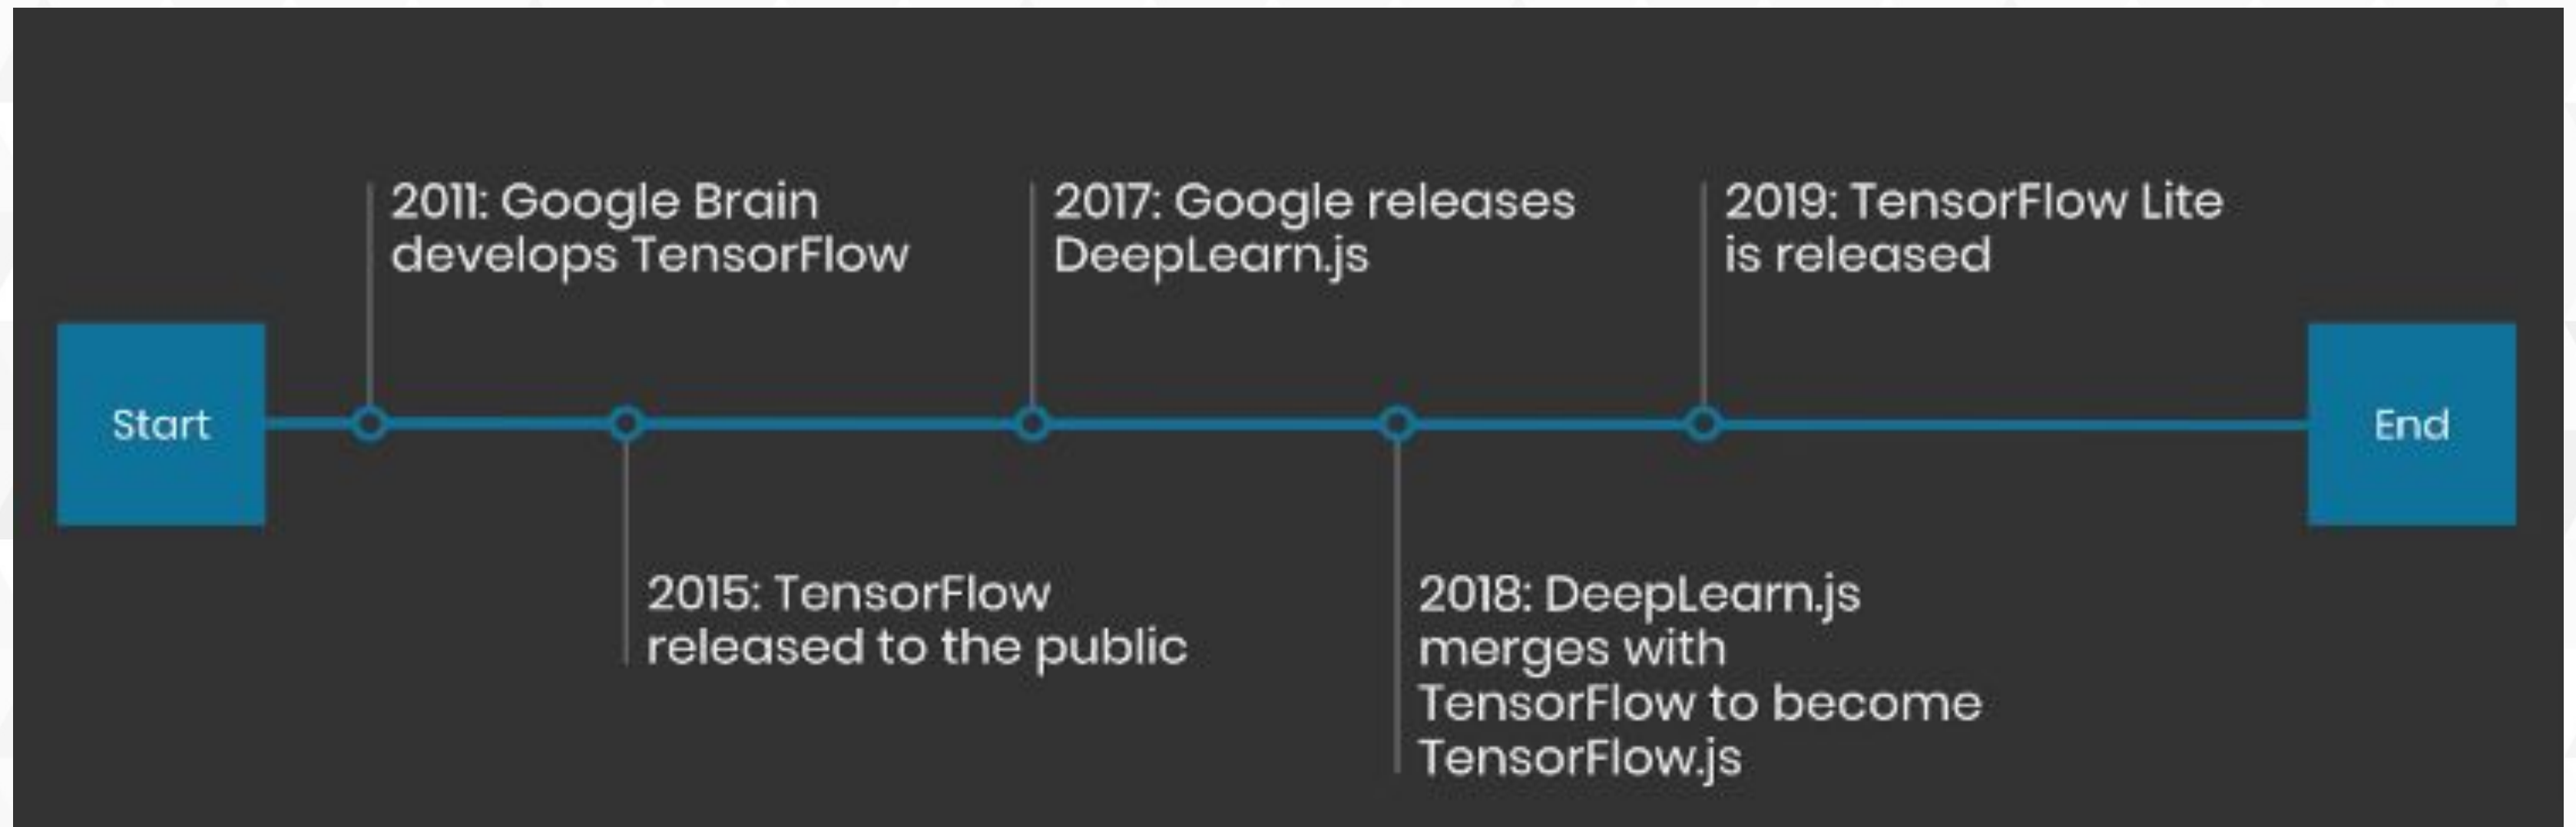 Start
2011: Google Brain
develops TensorFlow
2015: TensorFlow
released to the public
2017: Google releases
DeepLearn.js
2018: DeepLearn.js
merges with
TensorFlow to become
TensorFlow.js
2019: TensorFlow Lite
is released
End